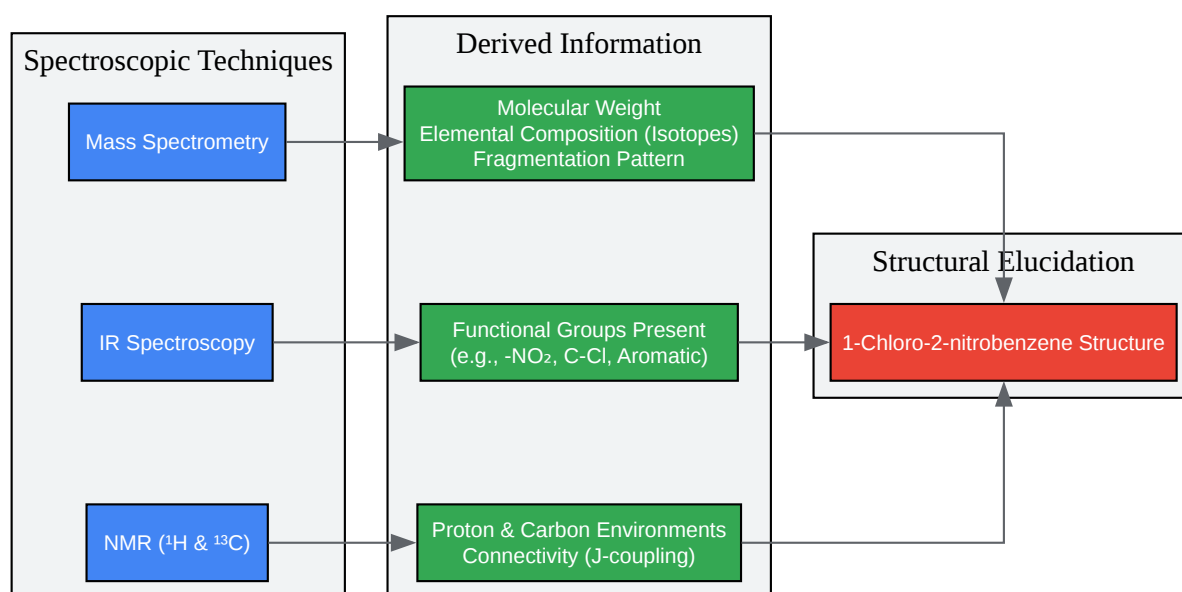 Spectroscopic Techniques
Mass Spectrometry
IR Spectroscopy
NMR (¹H & ¹³C)
Derived Information
Molecular Weight
Elemental Composition (Isotopes)
Fragmentation Pattern
Functional Groups Present
(e.g., -NO₂, C-Cl, Aromatic)
Proton & Carbon Environments
Connectivity (J-coupling)
Structural Elucidation
1-Chloro-2-nitrobenzene Structure